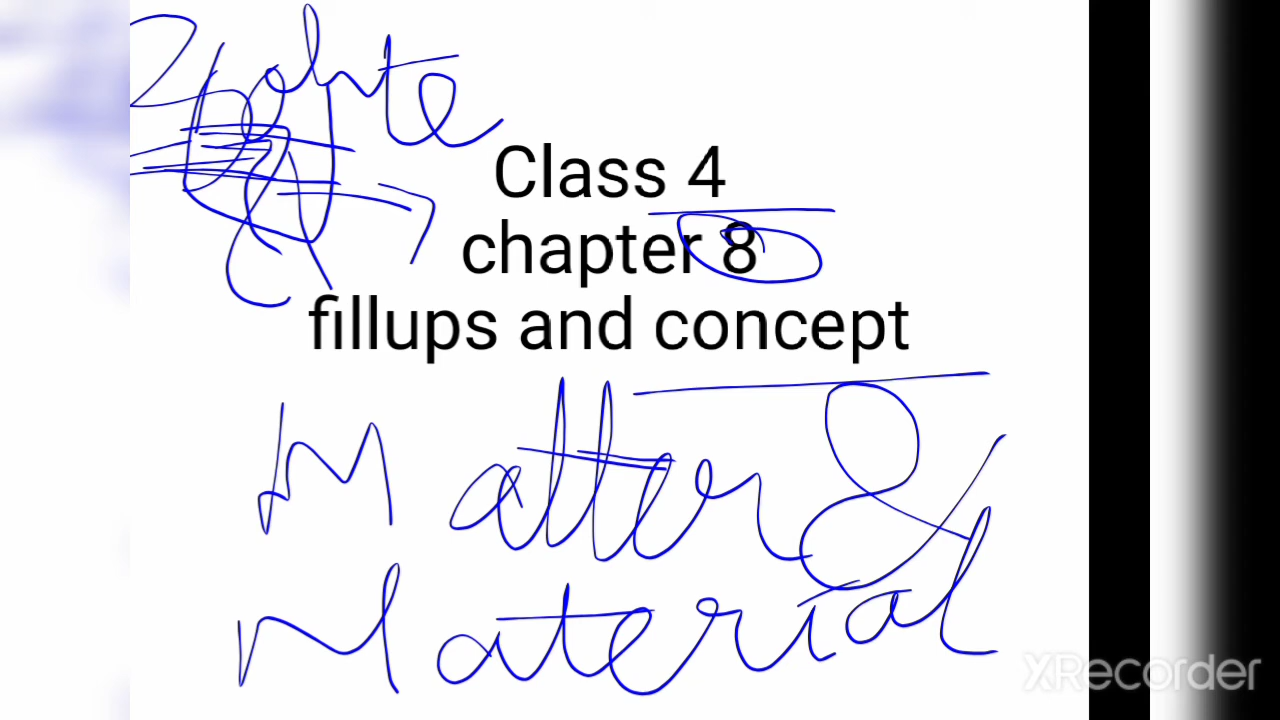 Class 4
chapter 8
fillups and concept
Matter &
Material
XRecorder